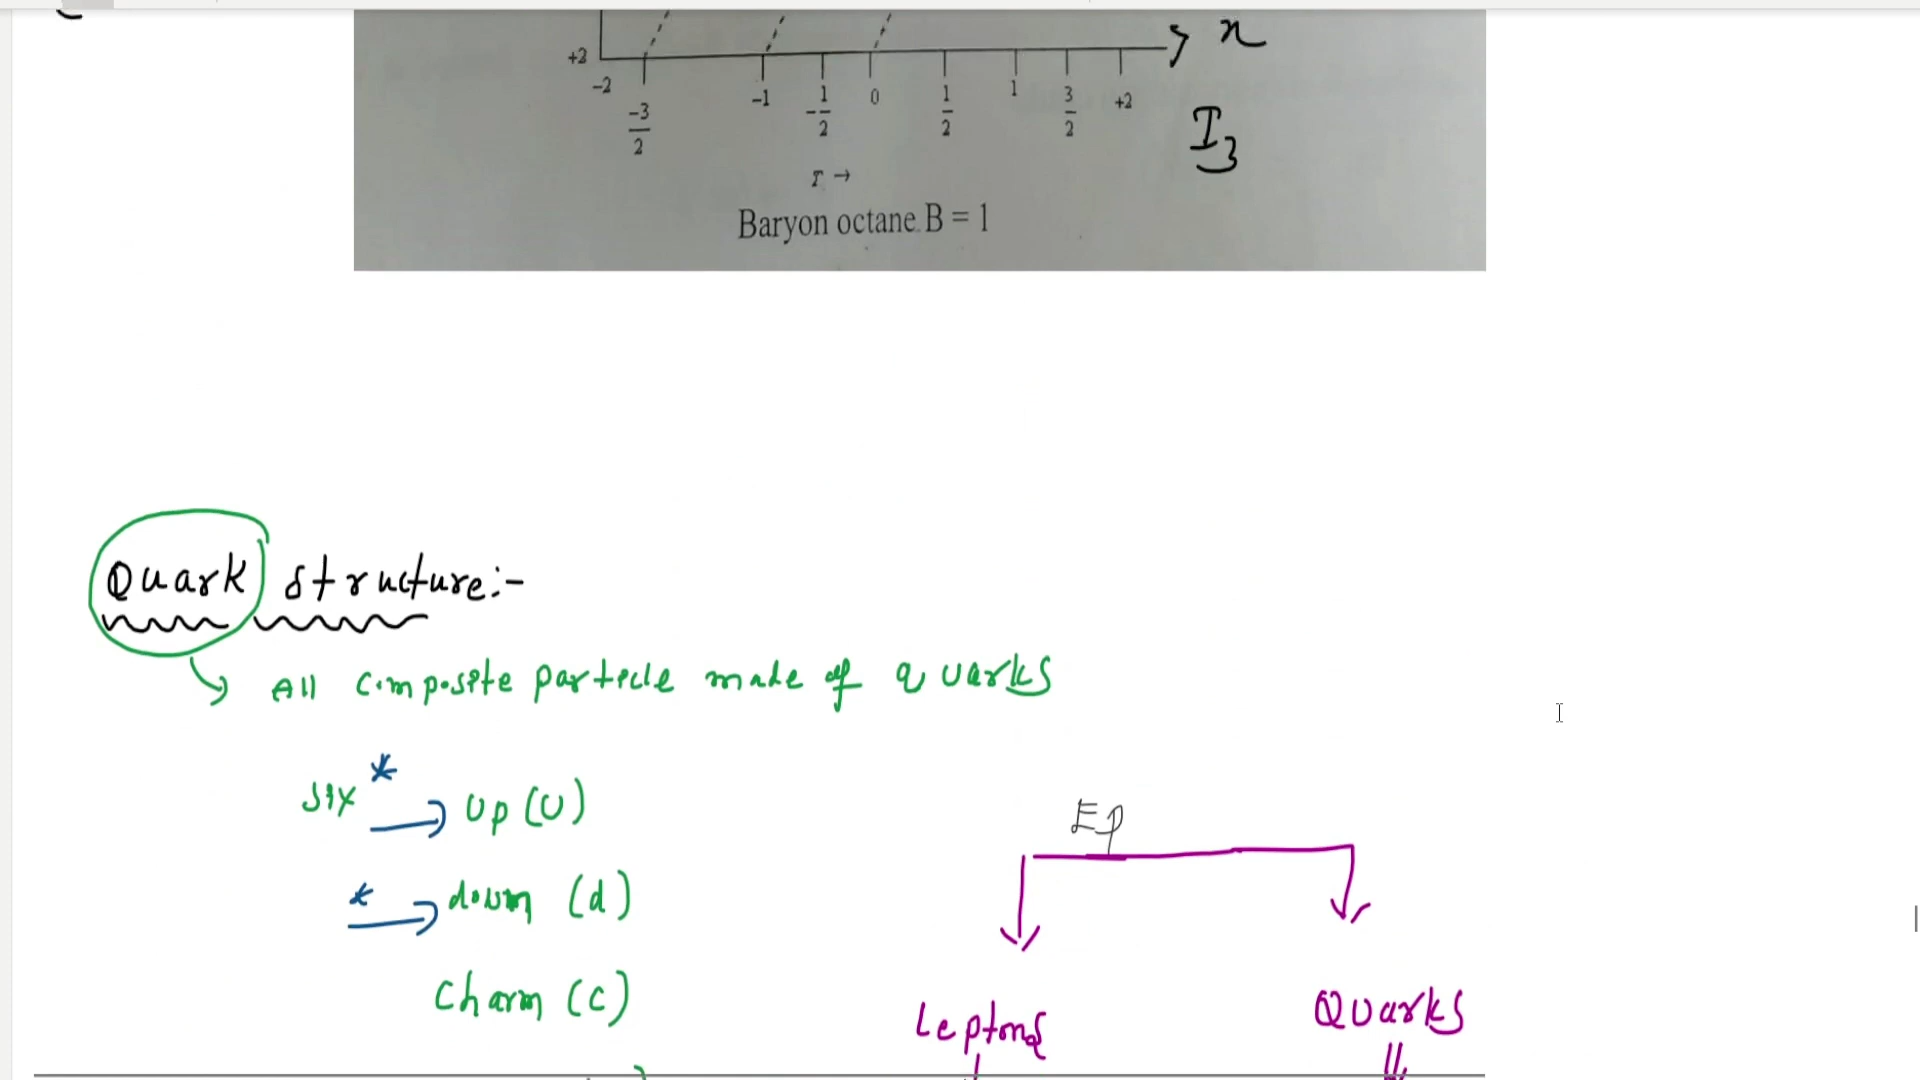 n
+2
-2 -1 -1/2 0 1/2 1 3/2 +2
-3/2
I3
I →
Baryon octane B = 1
Quark structure:-
All composite particle made of quarks
six * Up (U)
Ep
* down (d)
Charm (C)
Leptons Quarks